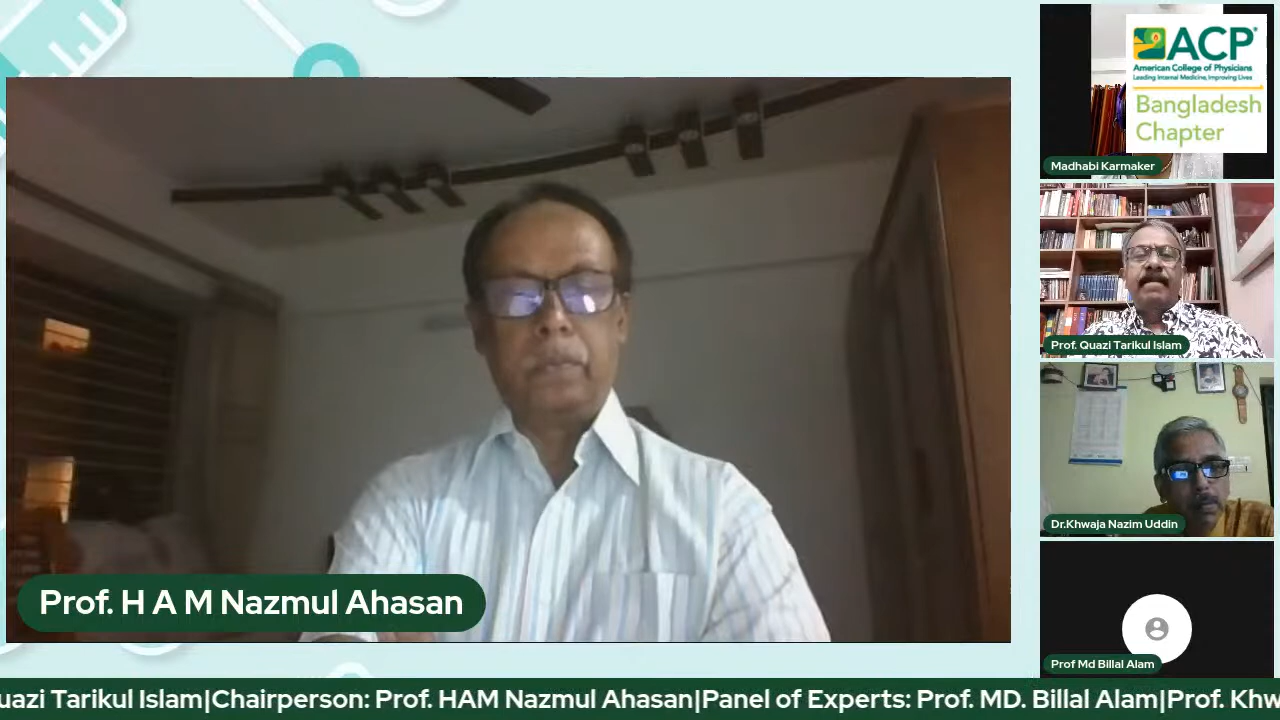 ACP
American College of Physicians
Leading Internal Medicine, Improving Lives
Bangladesh
Chapter
Madhabi Karmaker
Prof. Quazi Tarikul Islam
Dr.Khwaja Nazim Uddin
Prof Md Billal Alam
Prof. H A M Nazmul Ahasan
uazi Tarikul Islam|Chairperson: Prof. HAM Nazmul Ahasan|Panel of Experts: Prof. MD. Billal Alam|Prof. Khw